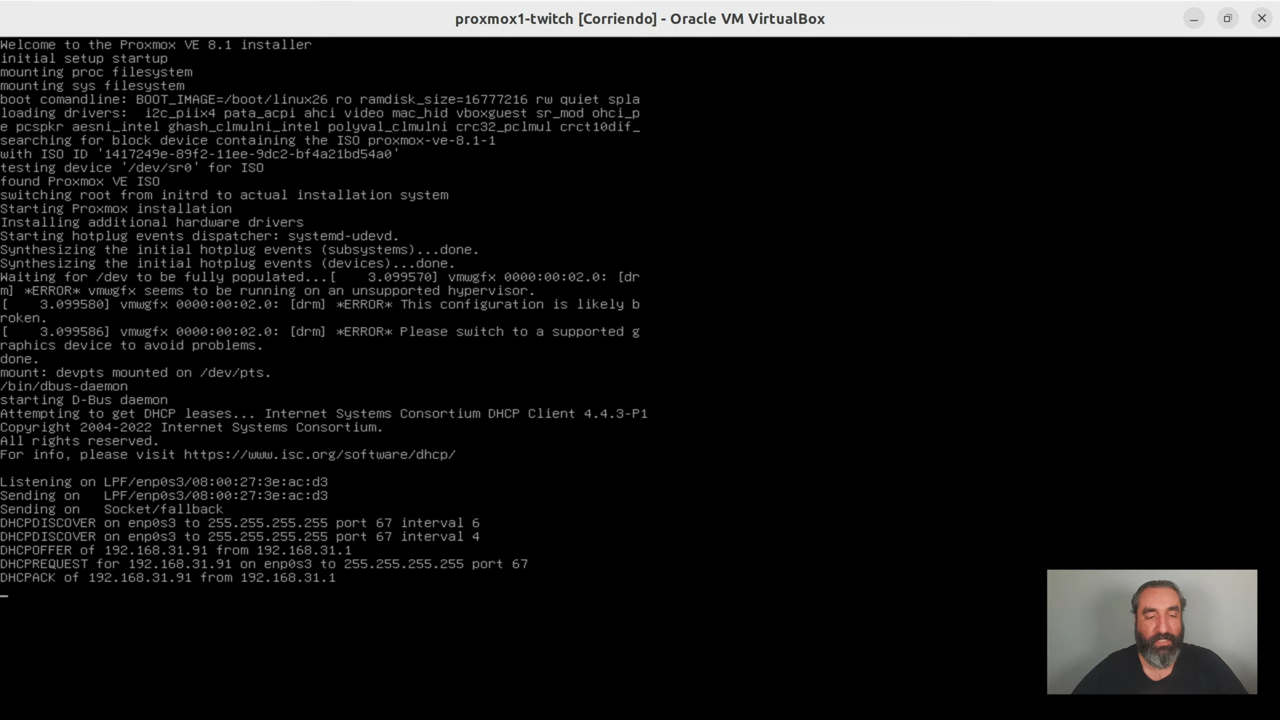 proxmox1-twitch [Corriendo] - Oracle VM VirtualBox
Welcome to the Proxmox VE 8.1 installer
initial setup startup
mounting proc filesystem
mounting sys filesystem
boot comandline: BOOT_IMAGE=/boot/linux26 ro ramdisk_size=16777216 rw quiet spla
loading drivers:  i2c_piix4 pata_acpi ahci video mac_hid vboxguest sr_mod ohci_p
e pcspkr aesni_intel ghash_clmulni_intel polyval_clmulni crc32_pclmul crct10dif_
searching for block device containing the ISO proxmox-ve-8.1-1
with ISO ID '1417249e-89f2-11ee-9dc2-bf4a21bd54a0'
testing device '/dev/sr0' for ISO
found Proxmox VE ISO
switching root from initrd to actual installation system
Starting Proxmox installation
Installing additional hardware drivers
Starting hotplug events dispatcher: systemd-udevd.
Synthesizing the initial hotplug events (subsystems)...done.
Synthesizing the initial hotplug events (devices)...done.
Waiting for /dev to be fully populated...[    3.099570] vmwgfx 0000:00:02.0: [dr
m] *ERROR* vmwgfx seems to be running on an unsupported hypervisor.
[    3.099580] vmwgfx 0000:00:02.0: [drm] *ERROR* This configuration is likely b
roken.
[    3.099586] vmwgfx 0000:00:02.0: [drm] *ERROR* Please switch to a supported g
raphics device to avoid problems.
done.
mount: devpts mounted on /dev/pts.
/bin/dbus-daemon
starting D-Bus daemon
Attempting to get DHCP leases... Internet Systems Consortium DHCP Client 4.4.3-P1
Copyright 2004-2022 Internet Systems Consortium.
All rights reserved.
For info, please visit https://www.isc.org/software/dhcp/
Listening on LPF/enp0s3/08:00:27:3e:ac:d3
Sending on   LPF/enp0s3/08:00:27:3e:ac:d3
Sending on   Socket/fallback
DHCPDISCOVER on enp0s3 to 255.255.255.255 port 67 interval 6
DHCPDISCOVER on enp0s3 to 255.255.255.255 port 67 interval 4
DHCPOFFER of 192.168.31.91 from 192.168.31.1
DHCPREQUEST for 192.168.31.91 on enp0s3 to 255.255.255.255 port 67
DHCPACK of 192.168.31.91 from 192.168.31.1